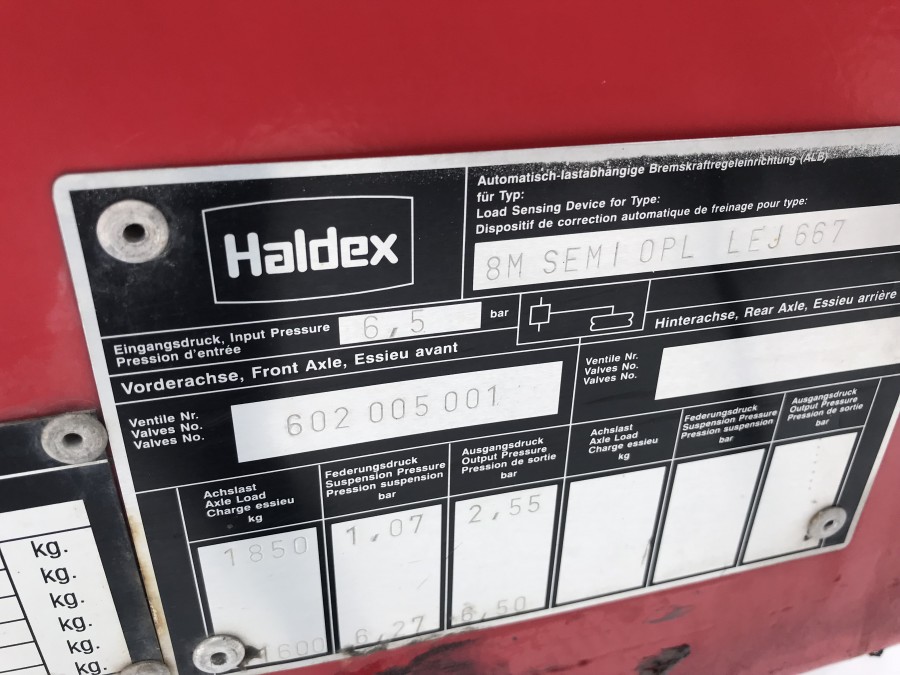 Haldex
Automatisch-lastabhängige Bremskraftregeleinrichtung (ALB)
für Typ:
Load Sensing Device for Type:
Dispositif de correction automatique de freinage pour type:
8M SEMI OPL LEJ667
Eingangsdruck, Input Pressure
Pression d'entrée
6,5
bar
Vorderachse, Front Axle, Essieu avant
Hinterachse, Rear Axle, Essieu arrière
Ventile Nr.
Valves No.
Valves No.
602 005 001
Ventile Nr.
Valves No.
Valves No.
Achslast
Axle Load
Charge essieu
kg
Federungsdruck
Suspension Pressure
Pression suspension
bar
Ausgangsdruck
Output Pressure
Pression de sortie
bar
Achslast
Axle Load
Charge essieu
kg
Federungsdruck
Suspension Pressure
Pression suspension
bar
Ausgangsdruck
Output Pressure
Pression de sortie
bar
1850 1,07 2,55
1600 6,27 6,50
kg.
kg.
kg.
kg.
kg.
kg.